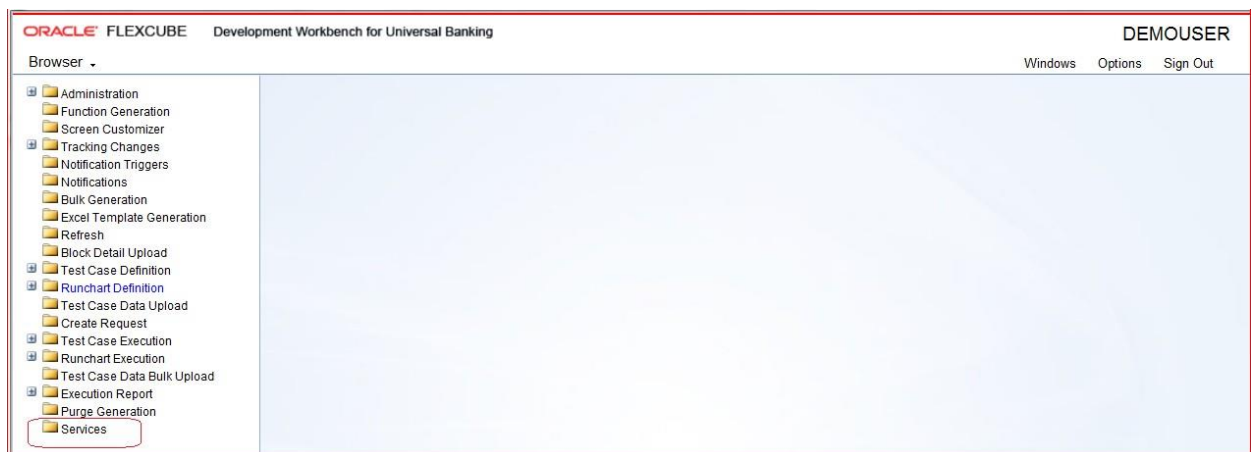 ORACLE FLEXCUBE Development Workbench for Universal Banking
DEMOUSER
Browser
Windows Options Sign Out
Administration
Function Generation
Screen Customizer
Tracking Changes
Notification Triggers
Notifications
Bulk Generation
Excel Template Generation
Refresh
Block Detail Upload
Test Case Definition
Runchart Definition
Test Case Data Upload
Create Request
Test Case Execution
Runchart Execution
Test Case Data Bulk Upload
Execution Report
Purge Generation
Services